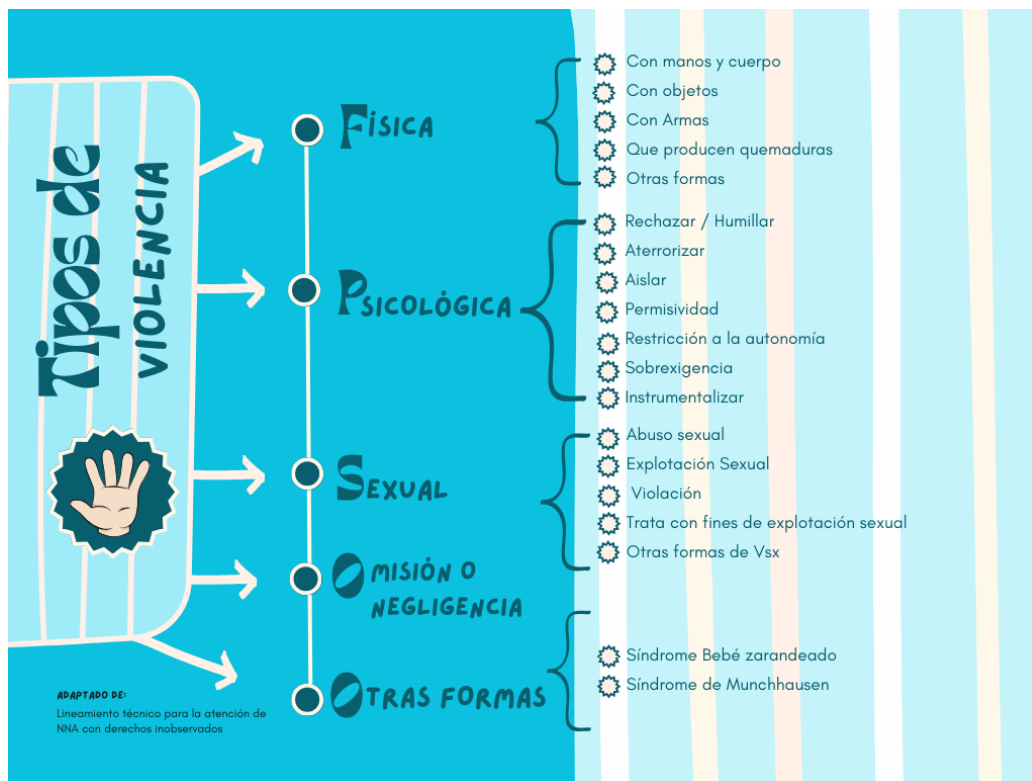 Tipos de
VIOLENCIA
FÍSICA
Con manos y cuerpo
Con objetos
Con Armas
Que producen quemaduras
Otras formas
PSICOLÓGICA
Rechazar / Humillar
Aterrorizar
Aislar
Permisividad
Restricción a la autonomía
Sobrexigencia
Instrumentalizar
SEXUAL
Abuso sexual
Explotación Sexual
Violación
Trata con fines de explotación sexual
Otras formas de Vsx
OMISIÓN O
NEGLIGENCIA
OTRAS FORMAS
Síndrome Bebé zarandeado
Síndrome de Munchhausen
ADAPTADO DE:
Lineamiento técnico para la atención de
NNA con derechos inobservados